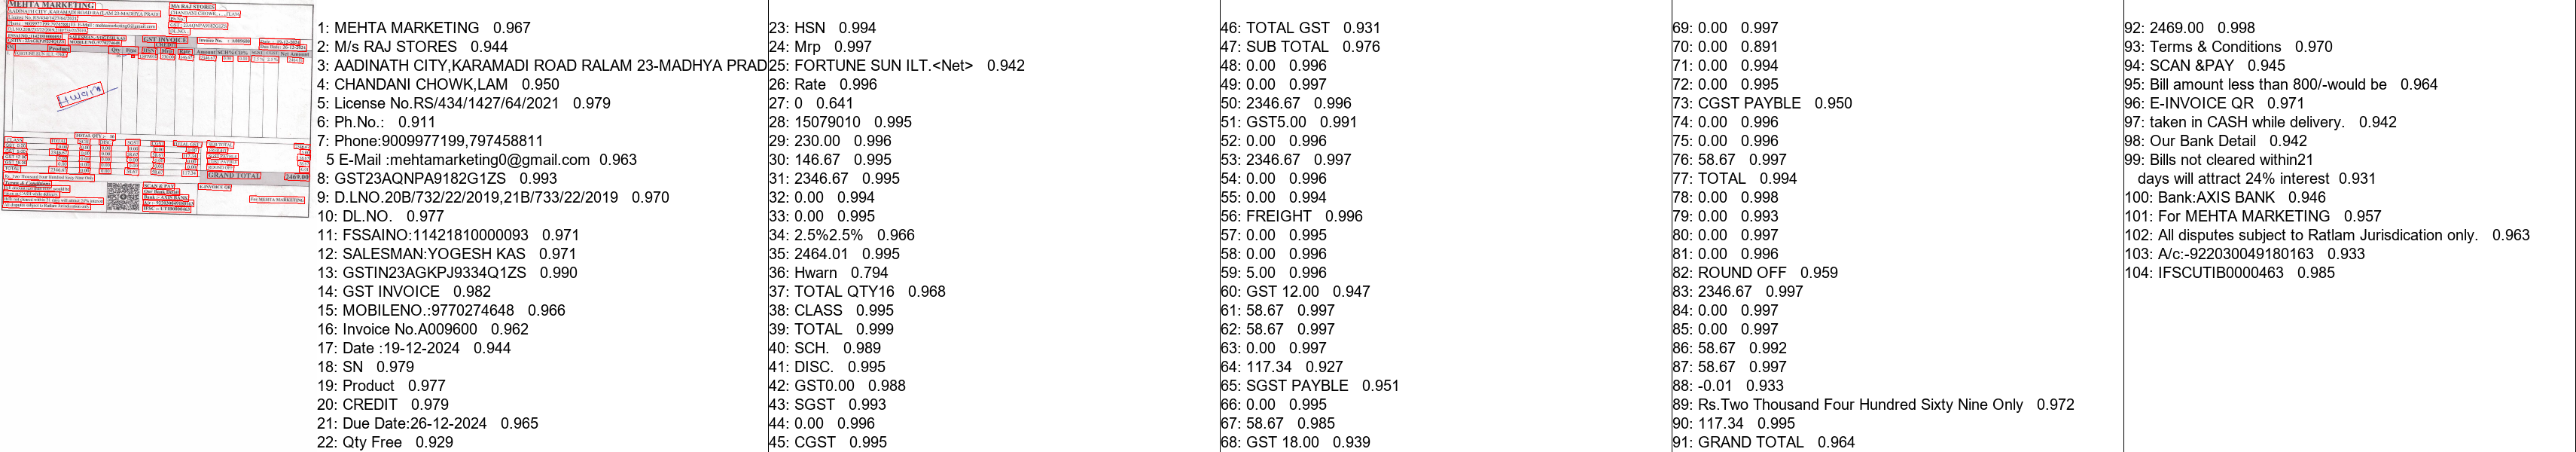 1: MEHTA MARKETING 0.967
2: M/s RAJ STORES 0.944
3: AADINATH CITY,KARAMADI ROAD RALAM 23-MADHYA PRAD
4: CHANDANI CHOWK,LAM 0.950
5: License No.RS/434/1427/64/2021 0.979
6: Ph.No.: 0.911
7: Phone:9009977199,797458811
5 E-Mail :mehtamarketing0@gmail.com 0.963
8: GST23AQNPA9182G1ZS 0.993
9: D.LNO.20B/732/22/2019,21B/733/22/2019 0.970
10: DL.NO. 0.977
11: FSSAINO:11421810000093 0.971
12: SALESMAN:YOGESH KAS 0.971
13: GSTIN23AGKPJ9334Q1ZS 0.990
14: GST INVOICE 0.982
15: MOBILENO.:9770274648 0.966
16: Invoice No.A009600 0.962
17: Date :19-12-2024 0.944
18: SN 0.979
19: Product 0.977
20: CREDIT 0.979
21: Due Date:26-12-2024 0.965
22: Qty Free 0.929
23: HSN 0.994
24: Mrp 0.997
25: FORTUNE SUN ILT.<Net> 0.942
26: Rate 0.996
27: 0 0.641
28: 15079010 0.995
29: 230.00 0.996
30: 146.67 0.995
31: 2346.67 0.995
32: 0.00 0.994
33: 0.00 0.995
34: 2.5%2.5% 0.966
35: 2464.01 0.995
36: Hwarn 0.794
37: TOTAL QTY16 0.968
38: CLASS 0.995
39: TOTAL 0.999
40: SCH. 0.989
41: DISC. 0.995
42: GST0.00 0.988
43: SGST 0.993
44: 0.00 0.996
45: CGST 0.995
46: TOTAL GST 0.931
47: SUB TOTAL 0.976
48: 0.00 0.996
49: 0.00 0.997
50: 2346.67 0.996
51: GST5.00 0.991
52: 0.00 0.996
53: 2346.67 0.997
54: 0.00 0.996
55: 0.00 0.994
56: FREIGHT 0.996
57: 0.00 0.995
58: 0.00 0.996
59: 5.00 0.996
60: GST 12.00 0.947
61: 58.67 0.997
62: 58.67 0.997
63: 0.00 0.997
64: 117.34 0.927
65: SGST PAYBLE 0.951
66: 0.00 0.995
67: 58.67 0.985
68: GST 18.00 0.939
69: 0.00 0.997
70: 0.00 0.891
71: 0.00 0.994
72: 0.00 0.995
73: CGST PAYBLE 0.950
74: 0.00 0.996
75: 0.00 0.996
76: 58.67 0.997
77: TOTAL 0.994
78: 0.00 0.998
79: 0.00 0.993
80: 0.00 0.997
81: 0.00 0.996
82: ROUND OFF 0.959
83: 2346.67 0.997
84: 0.00 0.997
85: 0.00 0.997
86: 58.67 0.992
87: 58.67 0.997
88: -0.01 0.933
89: Rs.Two Thousand Four Hundred Sixty Nine Only 0.972
90: 117.34 0.995
91: GRAND TOTAL 0.964
92: 2469.00 0.998
93: Terms & Conditions 0.970
94: SCAN &PAY 0.945
95: Bill amount less than 800/-would be 0.964
96: E-INVOICE QR 0.971
97: taken in CASH while delivery. 0.942
98: Our Bank Detail 0.942
99: Bills not cleared within21
days will attract 24% interest 0.931
100: Bank:AXIS BANK 0.946
101: For MEHTA MARKETING 0.957
102: All disputes subject to Ratlam Jurisdication only. 0.963
103: A/c:-922030049180163 0.933
104: IFSCUTIB0000463 0.985